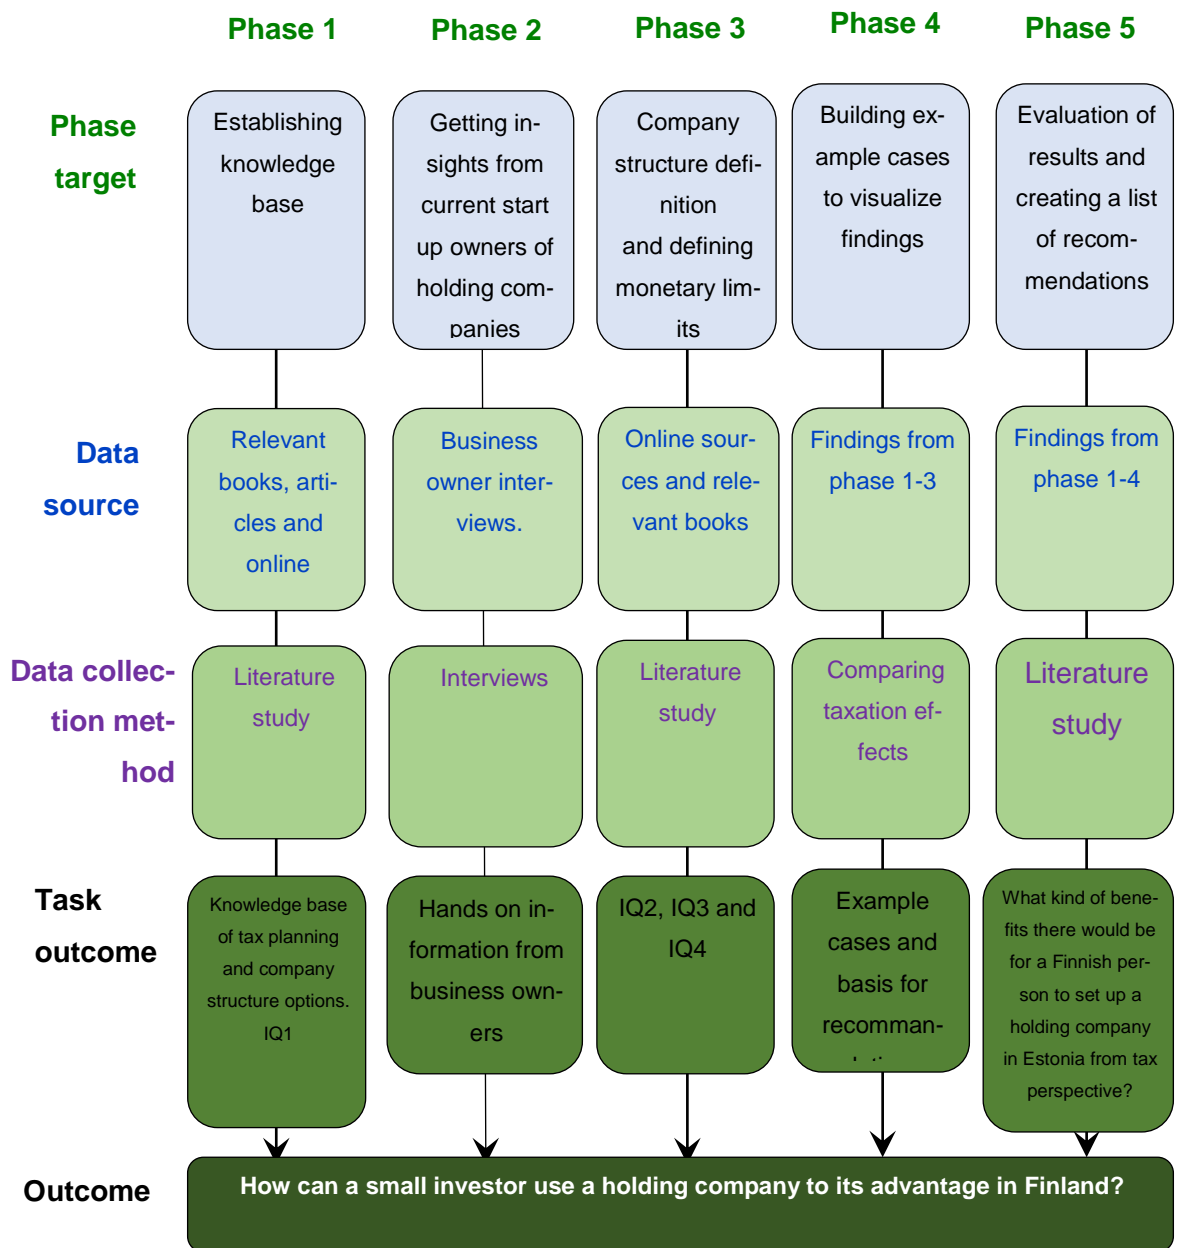 Phase 1
Phase 2
Phase 3
Phase 4
Phase 5
Phase
target
Establishing
knowledge
base
Getting in-
sights from
current start
up owners of
holding com-
panies
Company
structure defi-
nition
and defining
monetary lim-
its
Building ex-
ample cases
to visualize
findings
Evaluation of
results and
creating a list
of recom-
mendations
Data
source
Relevant
books, arti-
cles and
online
Business
owner inter-
views.
Online sour-
ces and rele-
vant books
Findings from
phase 1-3
Findings from
phase 1-4
Data collec-
tion met-
hod
Literature
study
Interviews
Literature
study
Comparing
taxation ef-
fects
Literature
study
Task
outcome
Knowledge base
of tax planning
and company
structure options.
IQ1
Hands on in-
formation from
business own-
ers
IQ2, IQ3 and
IQ4
Example
cases and
basis for
recomman-
What kind of bene-
fits there would be
for a Finnish per-
son to set up a
holding company
in Estonia from tax
perspective?
Outcome
How can a small investor use a holding company to its advantage in Finland?